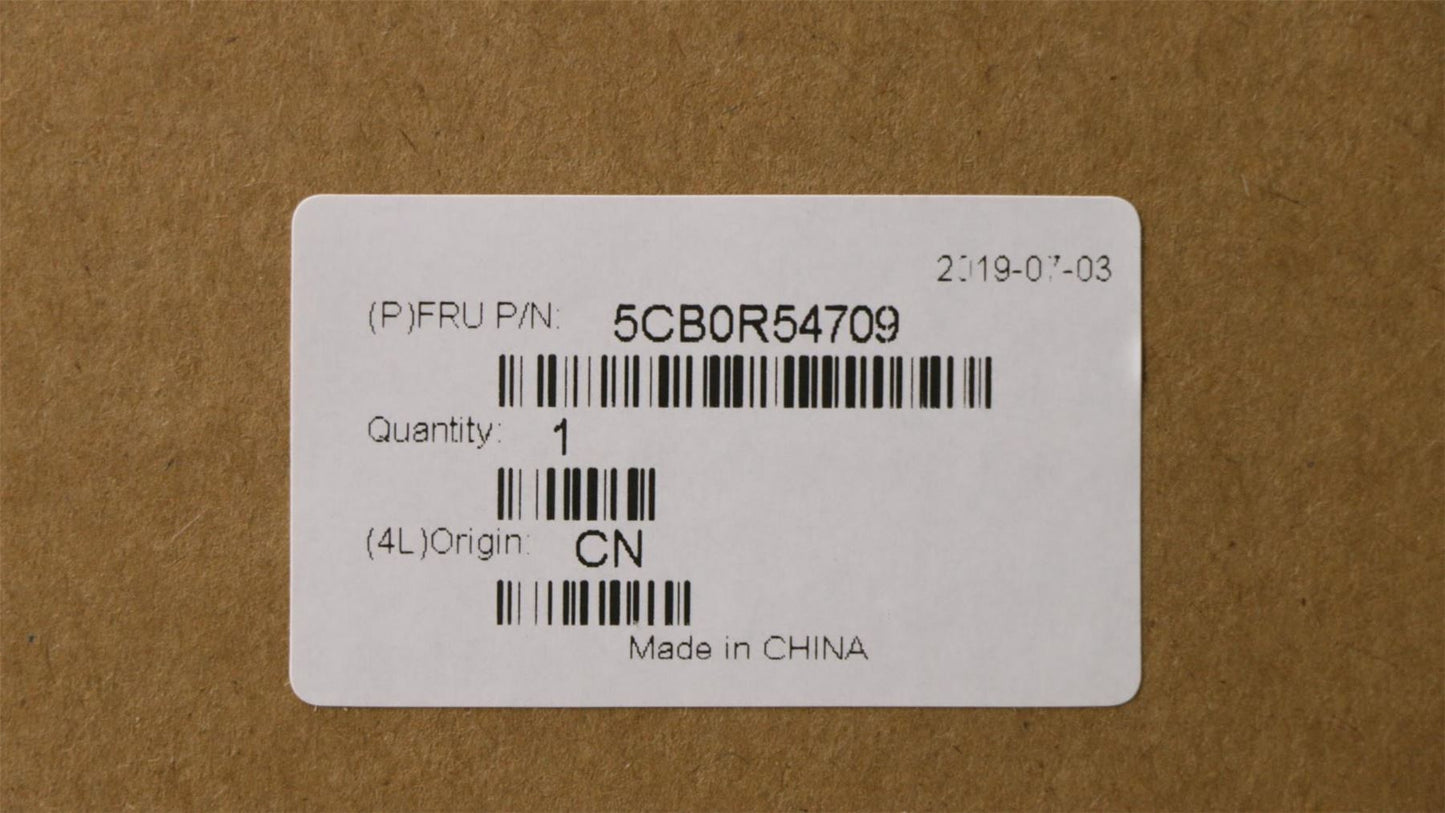 2019-07-03
(P)FRU P/N: 5CB0R54709
Quantity: 1
(4L)Origin: CN
Made in CHINA